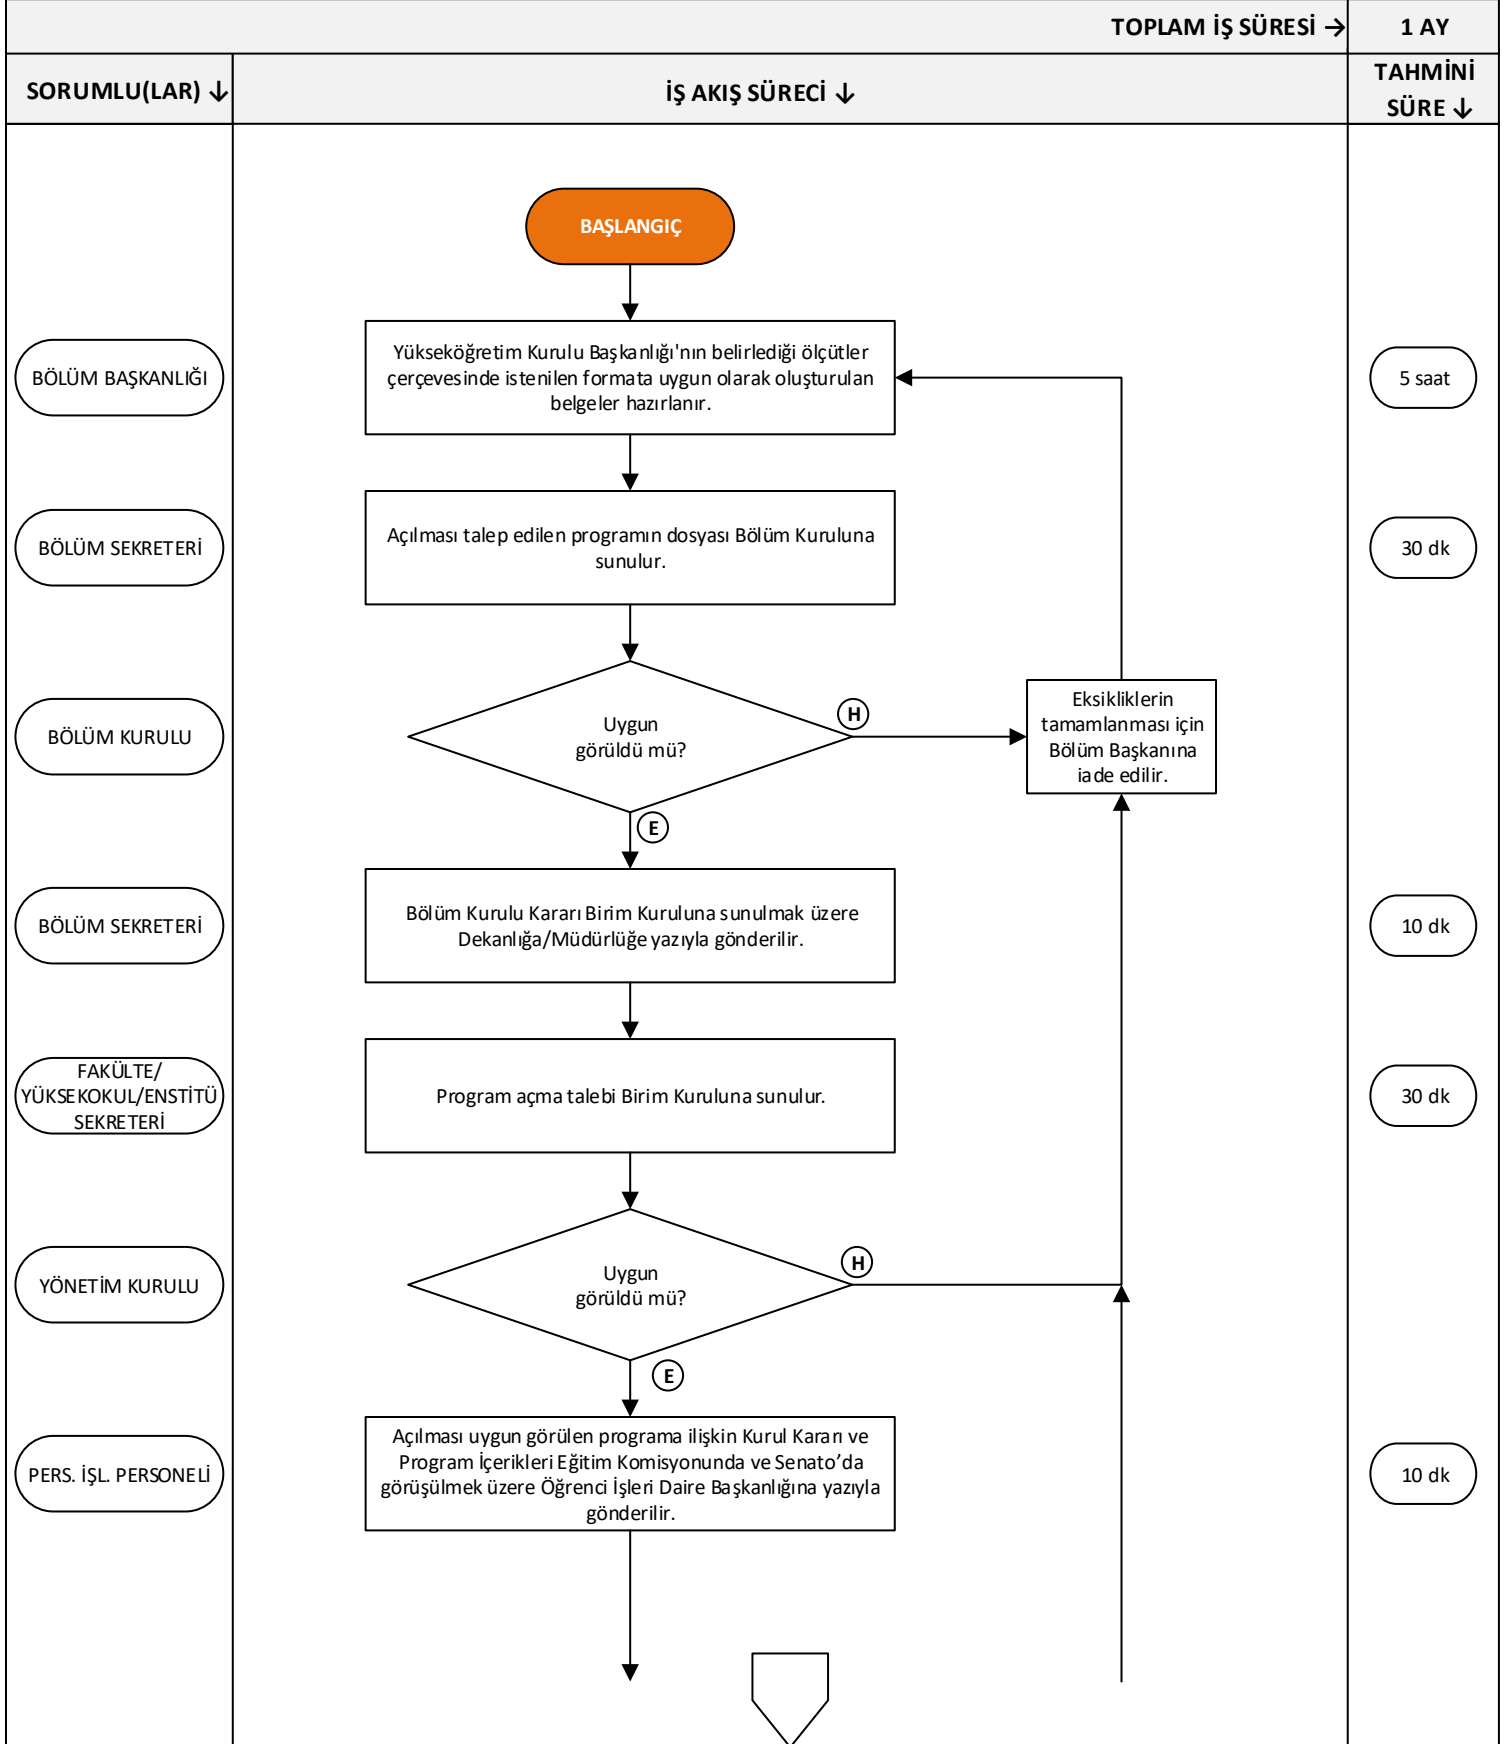 TOPLAM İŞ SÜRESİ →
1 AY
SORUMLU(LAR) ↓
İŞ AKIŞ SÜRECİ ↓
TAHMİNİ
SÜRE ↓
BAŞLANGIÇ
BÖLÜM BAŞKANLIĞI
Yükseköğretim Kurulu Başkanlığı'nın belirlediği ölçütler
çerçevesinde istenilen formata uygun olarak oluşturulan
belgeler hazırlanır.
5 saat
BÖLÜM SEKRETERİ
Açılması talep edilen programın dosyası Bölüm Kuruluna
sunulur.
30 dk
BÖLÜM KURULU
Uygun
görüldü mü?
H
Eksikliklerin
tamamlanması için
Bölüm Başkanına
iade edilir.
E
BÖLÜM SEKRETERİ
Bölüm Kurulu Kararı Birim Kuruluna sunulmak üzere
Dekanlığa/Müdürlüğe yazıyla gönderilir.
10 dk
FAKÜLTE/
YÜKSEKOKUL/ENSTİTÜ
SEKRETERİ
Program açma talebi Birim Kuruluna sunulur.
30 dk
YÖNETİM KURULU
Uygun
görüldü mü?
H
E
PERS. İŞL. PERSONELİ
Açılması uygun görülen programa ilişkin Kurul Kararı ve
Program İçerikleri Eğitim Komisyonunda ve Senato’da
görüşülmek üzere Öğrenci İşleri Daire Başkanlığına yazıyla
gönderilir.
10 dk